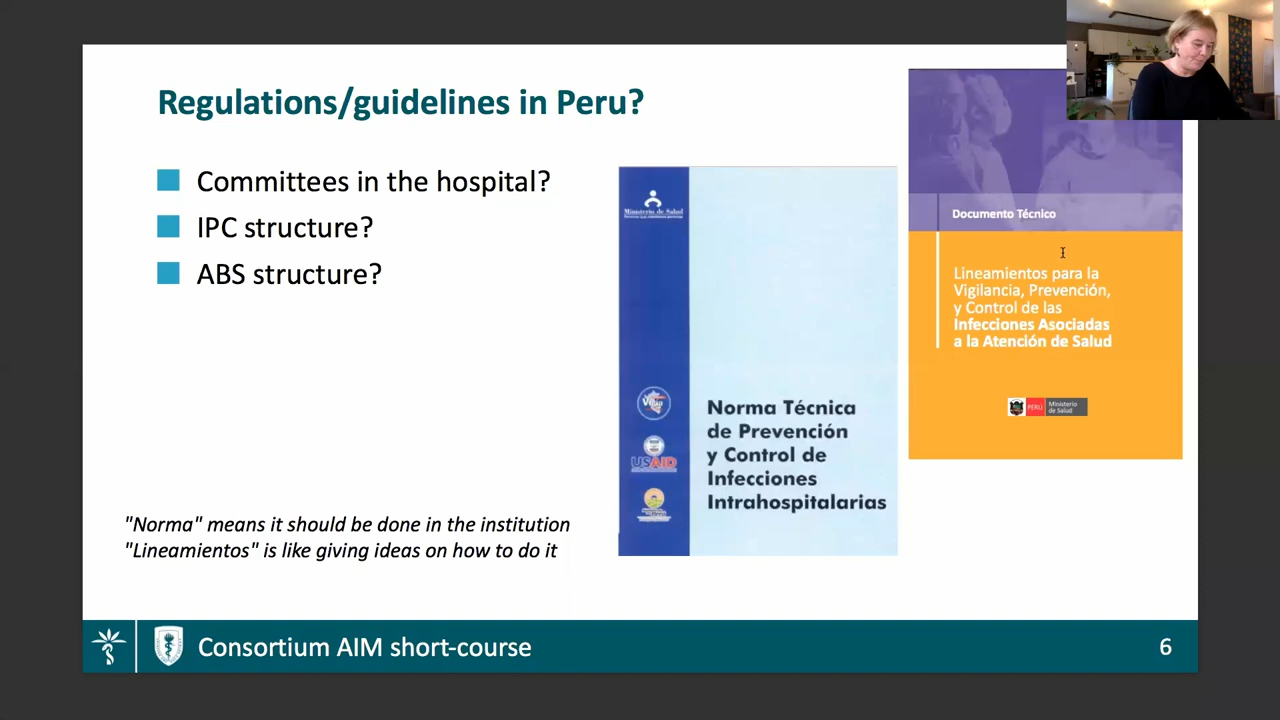 Regulations/guidelines in Peru?
Committees in the hospital?
IPC structure?
ABS structure?
"Norma" means it should be done in the institution
"Lineamientos" is like giving ideas on how to do it
Ministerio de Salud
USAID
Norma Técnica
de Prevención
y Control de
Infecciones
Intrahospitalarias
Documento Técnico
Lineamientos para la
Vigilancia, Prevención,
y Control de las
Infecciones Asociadas
a la Atención de Salud
PERÚ
Ministerio
de Salud
Consortium AIM short-course
6